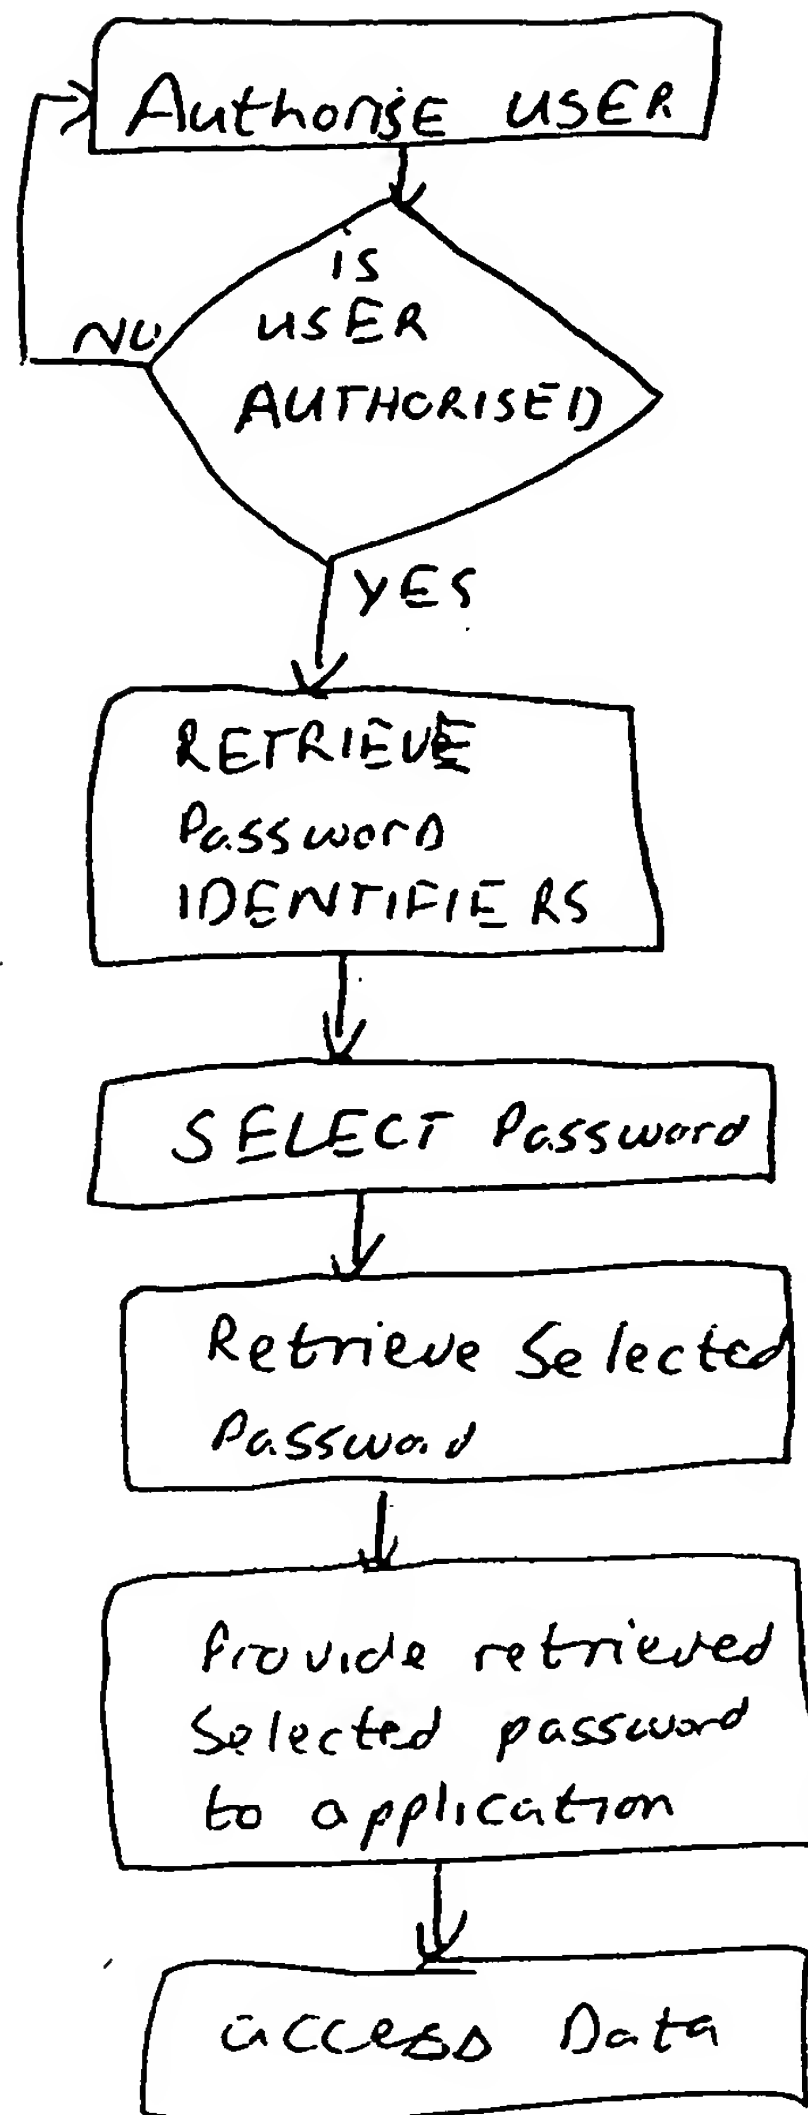 Authorise USER
is
USER
AUTHORISED
NO
YES
RETRIEVE
Password
IDENTIFIERS
SELECT Password
Retrieve Selected
Password
Provide retrieved
Selected password
to application
access Data